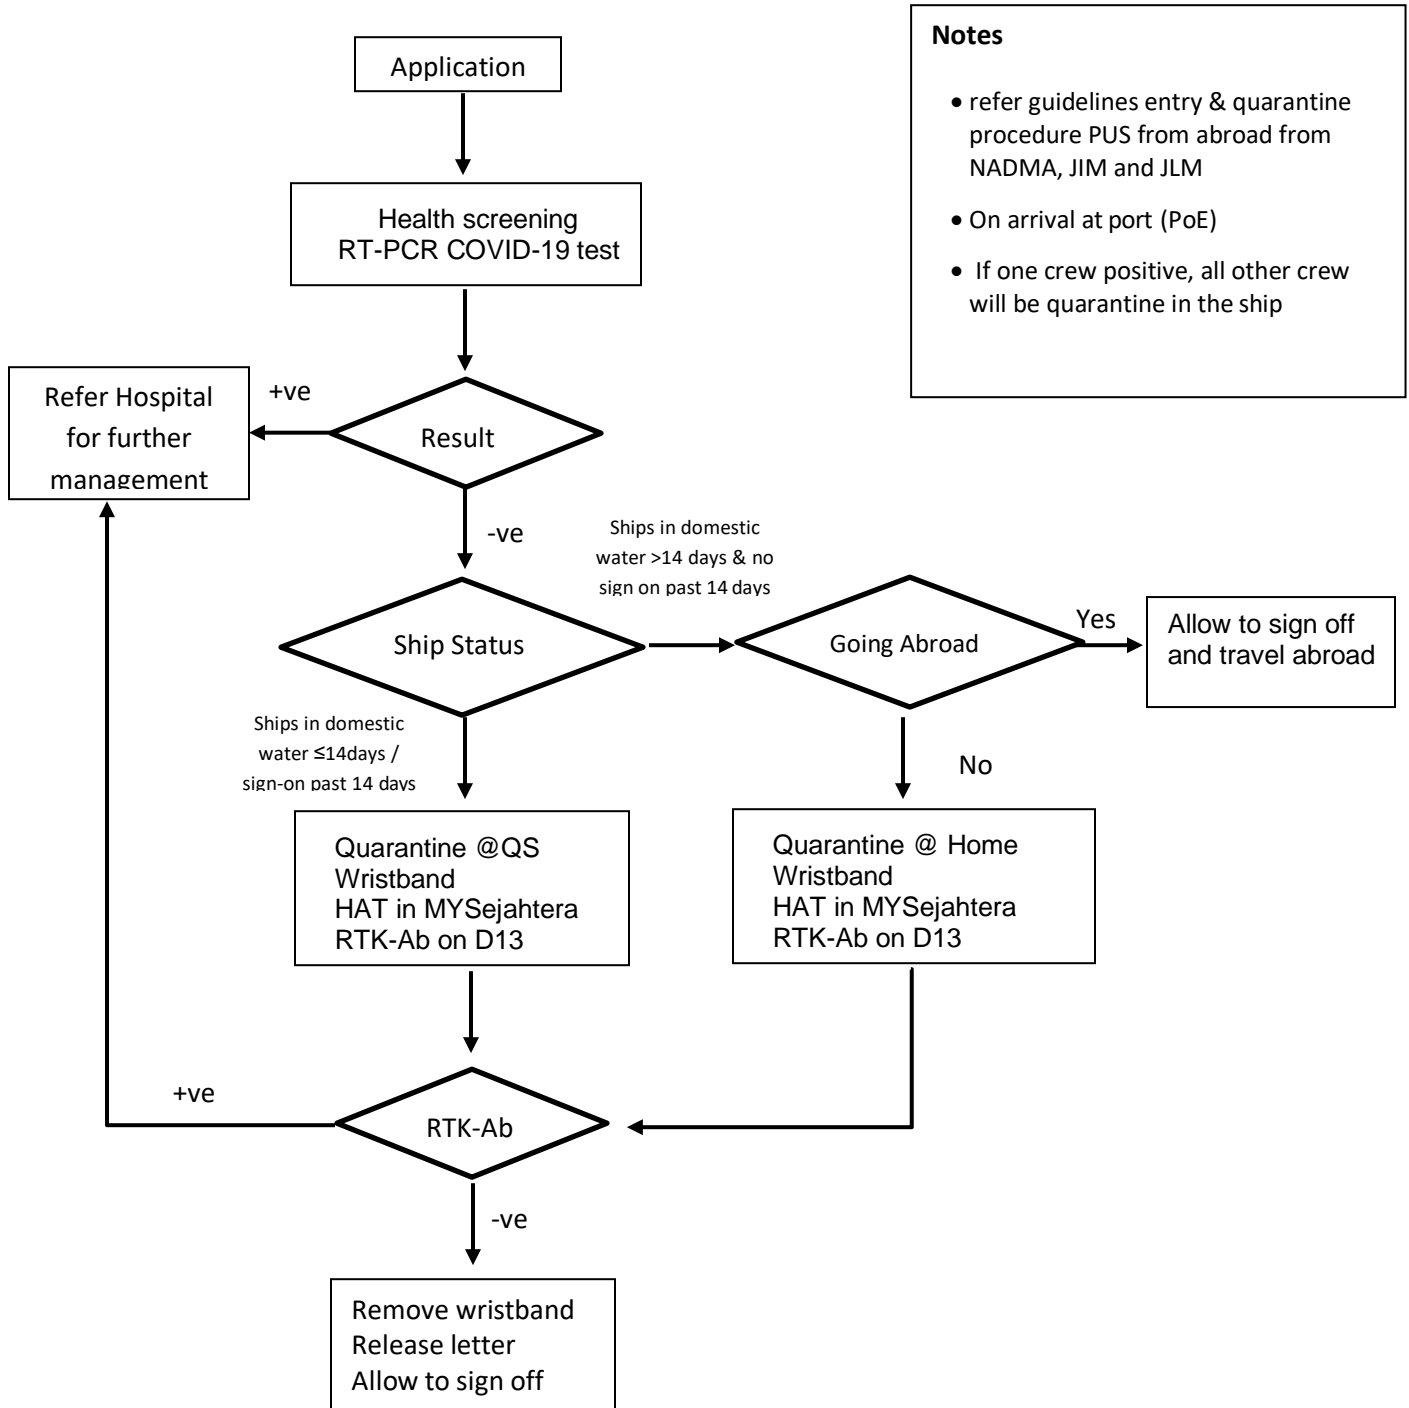 Application
Notes
• refer guidelines entry & quarantine
procedure PUS from abroad from
NADMA, JIM and JLM
• On arrival at port (PoE)
• If one crew positive, all other crew
will be quarantine in the ship
Health screening
RT-PCR COVID-19 test
Refer Hospital
for further
management
+ve
Result
-ve
Ships in domestic
water >14 days & no
sign on past 14 days
Ship Status
Going Abroad
Yes
Allow to sign off
and travel abroad
Ships in domestic
water ≤14days /
sign-on past 14 days
No
Quarantine @QS
Wristband
HAT in MYSejahtera
RTK-Ab on D13
Quarantine @ Home
Wristband
HAT in MYSejahtera
RTK-Ab on D13
+ve
RTK-Ab
-ve
Remove wristband
Release letter
Allow to sign off